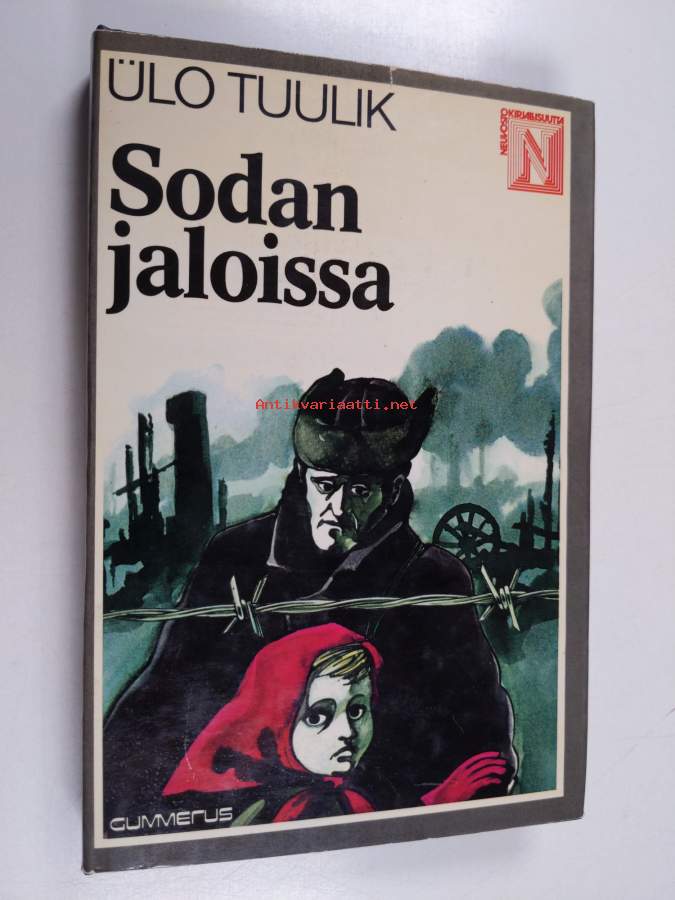 ÜLO TUULIK
NEUVOSTOKIRJALLISUUTTA
N
Sodan
jaloissa
Antikvariaatti.net
GUMMERUS